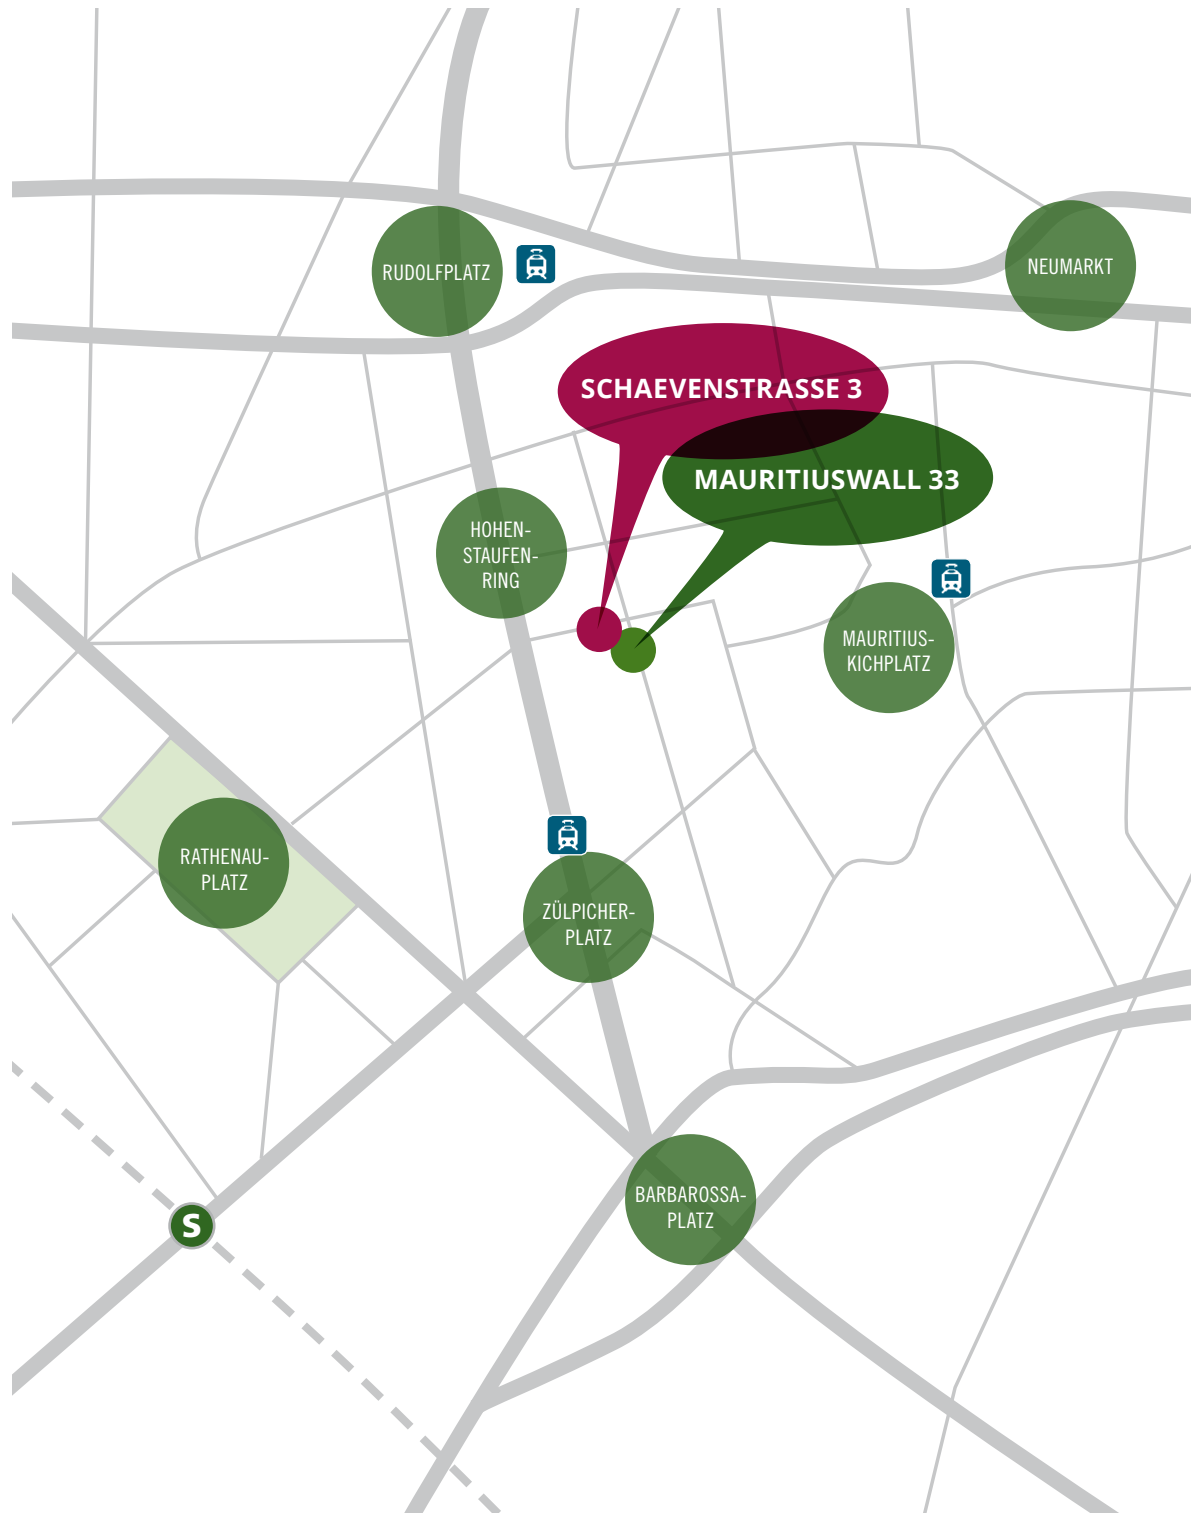 RUDOLFPLATZ
NEUMARKT
SCHAEVENSTRASSE 3
MAURITIUSWALL 33
HOHEN-
STAUFEN-
RING
MAURITIUS-
KICHPLATZ
RATHENAU-
PLATZ
ZÜLPICHER-
PLATZ
BARBAROSSA-
PLATZ
S